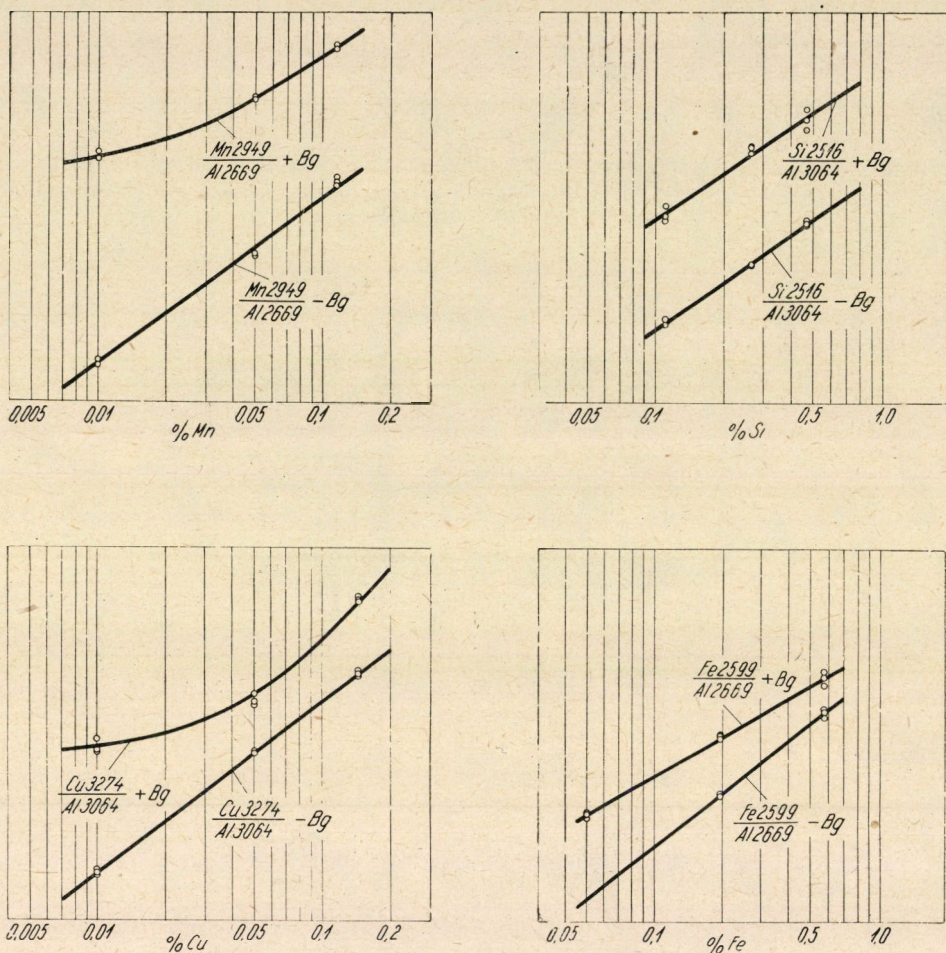 Mn2949
Al2669 + Bg
Mn2949
Al2669 - Bg
0,005 0,01 0,05 0,1 0,2
% Mn
Si2516
Al3064 + Bg
Si2516
Al3064 - Bg
0,05 0,1 0,5 1,0
% Si
Cu3274
Al3064 + Bg
Cu3274
Al3064 - Bg
0,005 0,01 0,05 0,1 0,2
% Cu
Fe2599
Al2669 + Bg
Fe2599
Al2669 - Bg
0,05 0,1 0,5 1,0
% Fe